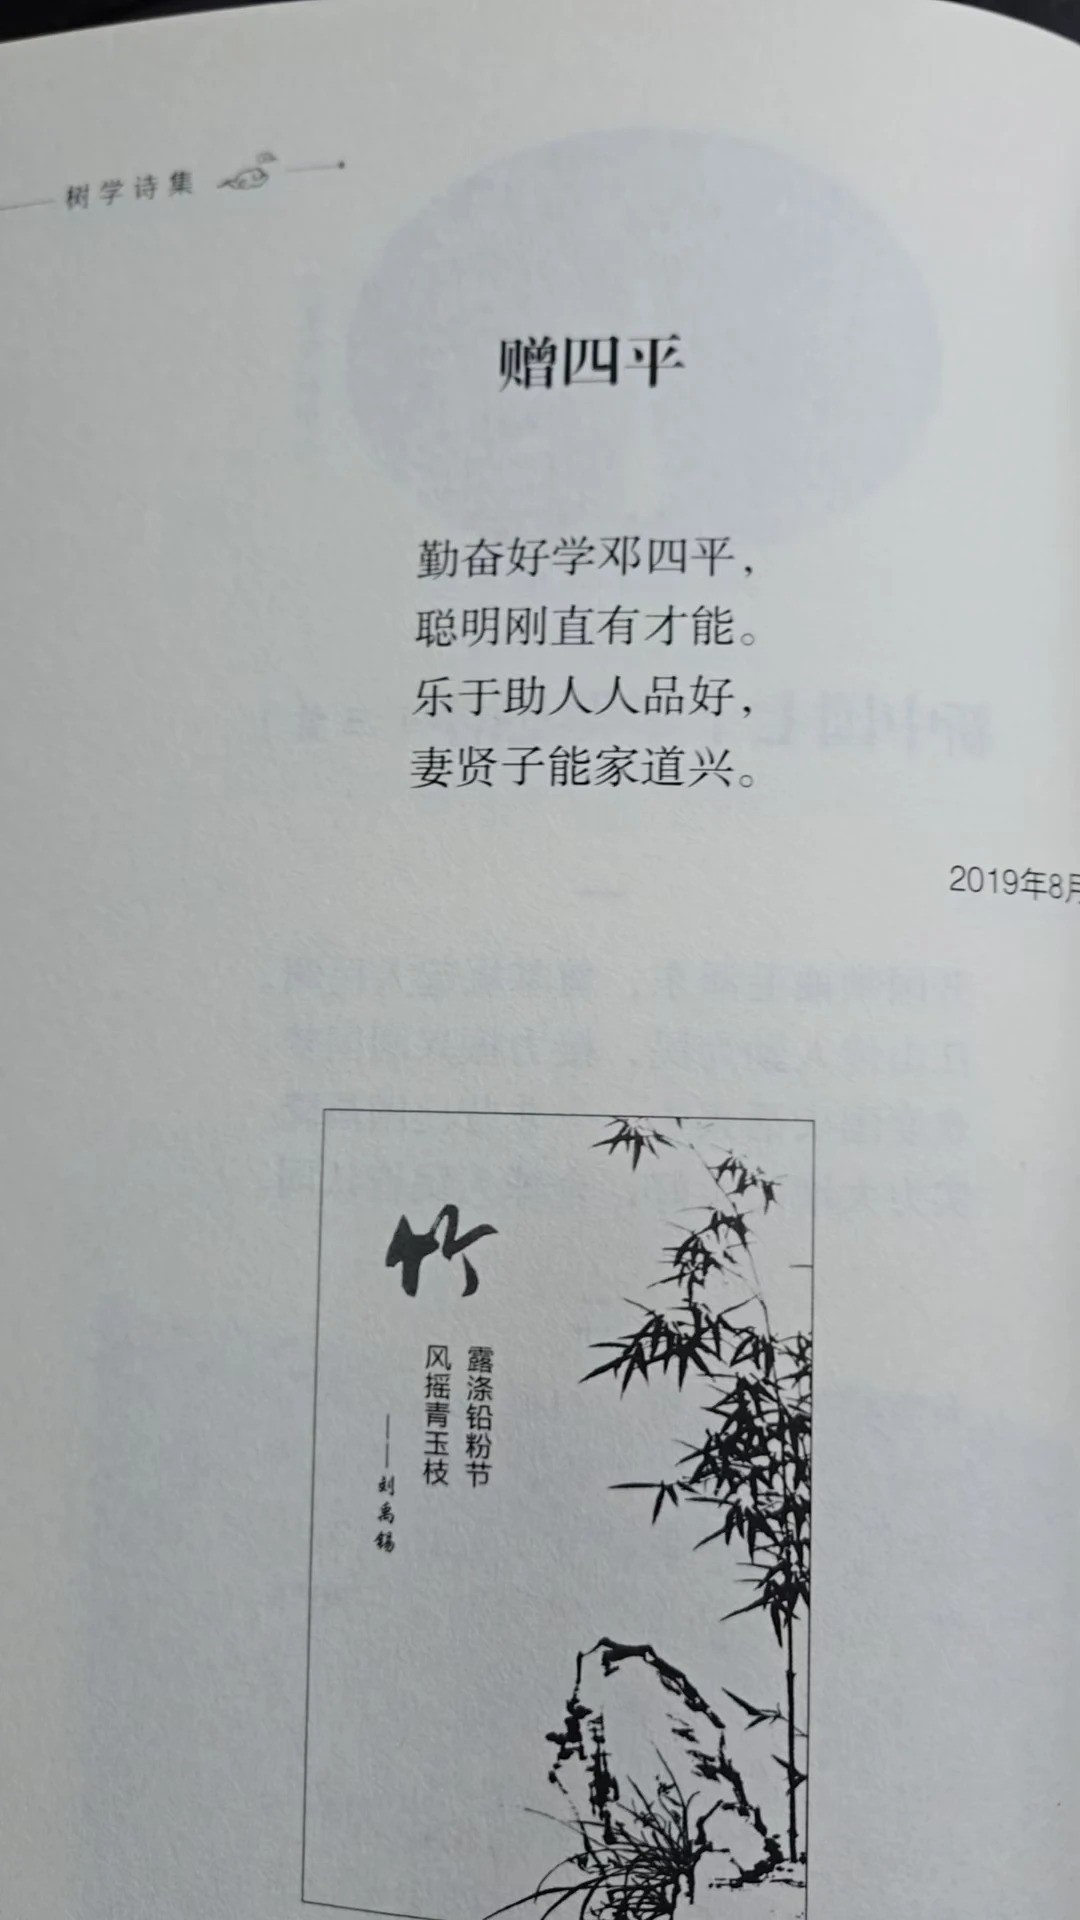 树学诗集
赠四平
勤奋好学邓四平，
聪明刚直有才能。
乐于助人人品好，
妻贤子能家道兴。
2019年8月
竹
露涤铅粉节
风摇青玉枝
——刘禹锡